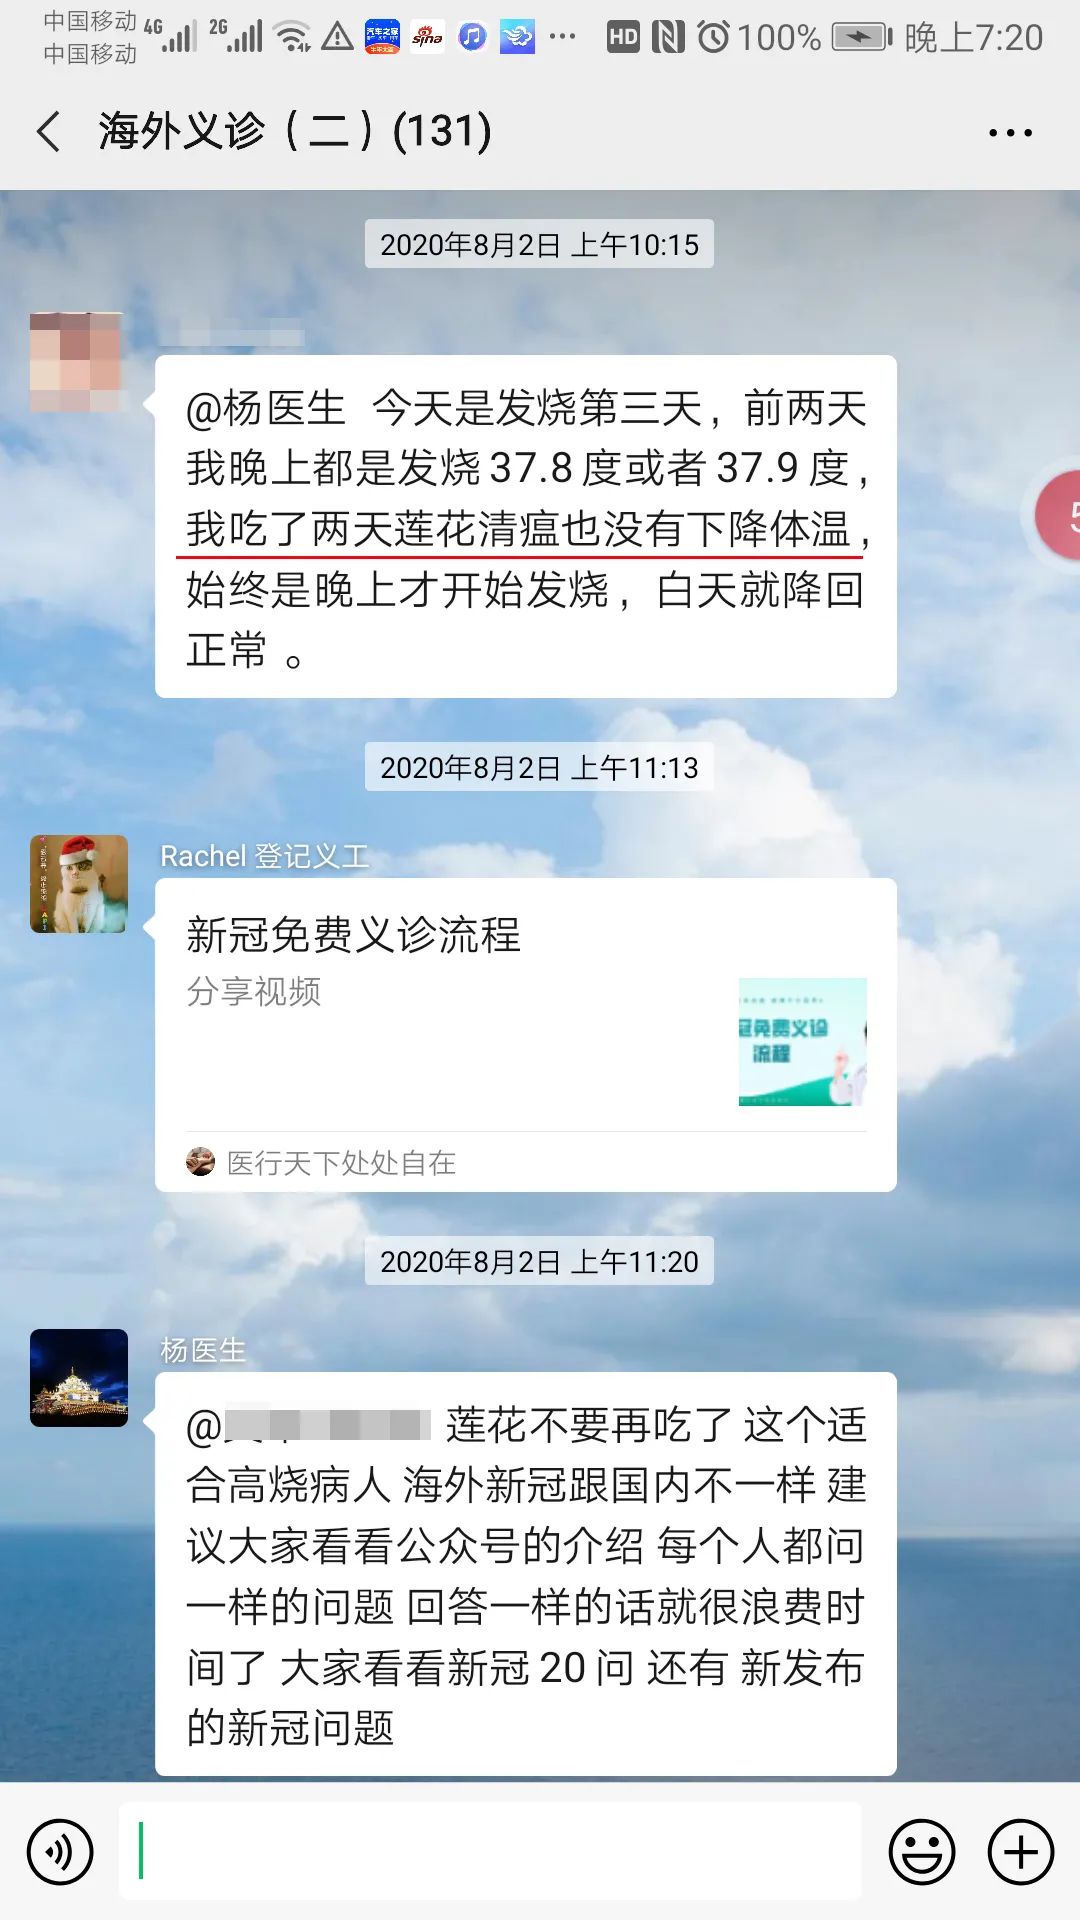 中国移动 4G 2G HD 100% 晚上7:20
中国移动
汽车之家
sina
海外义诊（二）(131)
2020年8月2日 上午10:15
@杨医生 今天是发烧第三天，前两天
我晚上都是发烧37.8度或者37.9度，
我吃了两天莲花清瘟也没有下降体温，
始终是晚上才开始发烧，白天就降回
正常 。
5
2020年8月2日 上午11:13
Rachel 登记义工
新冠免费义诊流程
分享视频
冠免费义诊
流程
医行天下处处自在
2020年8月2日 上午11:20
杨医生
@ 莲花不要再吃了 这个适
合高烧病人 海外新冠跟国内不一样 建
议大家看看公众号的介绍 每个人都问
一样的问题 回答一样的话就很浪费时
间了 大家看看新冠20问 还有 新发布
的新冠问题